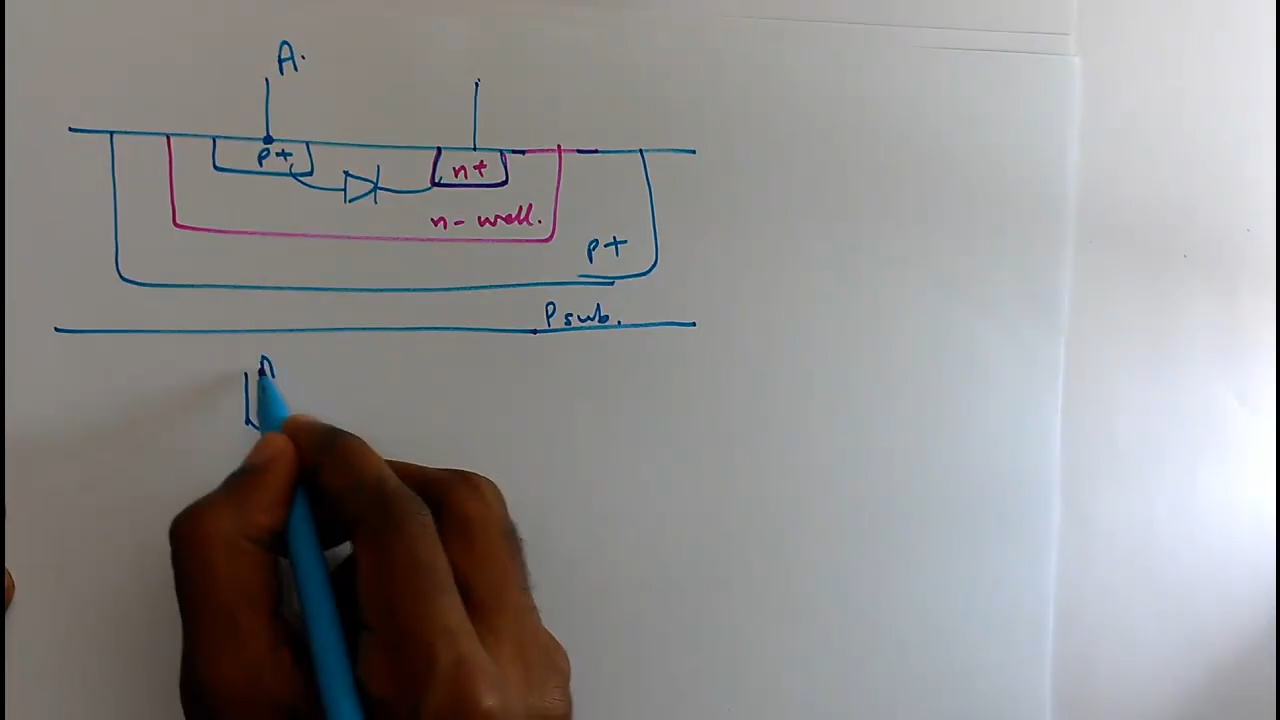 A.
p+
n+
n-well.
p+
Psub.